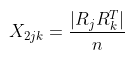 X_{2jk} = \frac{|R_j R_k^T|}{n}